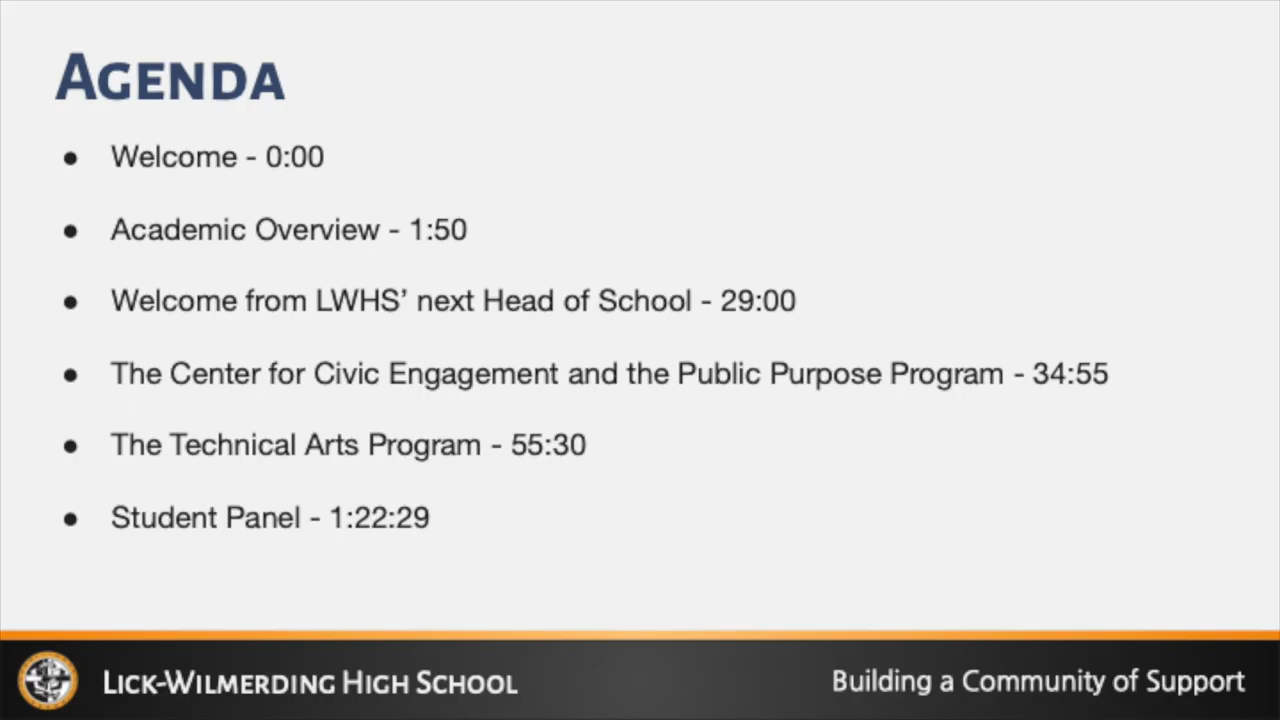 AGENDA
● Welcome - 0:00
● Academic Overview - 1:50
● Welcome from LWHS’ next Head of School - 29:00
● The Center for Civic Engagement and the Public Purpose Program - 34:55
● The Technical Arts Program - 55:30
● Student Panel - 1:22:29
LICK-WILMERDING HIGH SCHOOL
Building a Community of Support